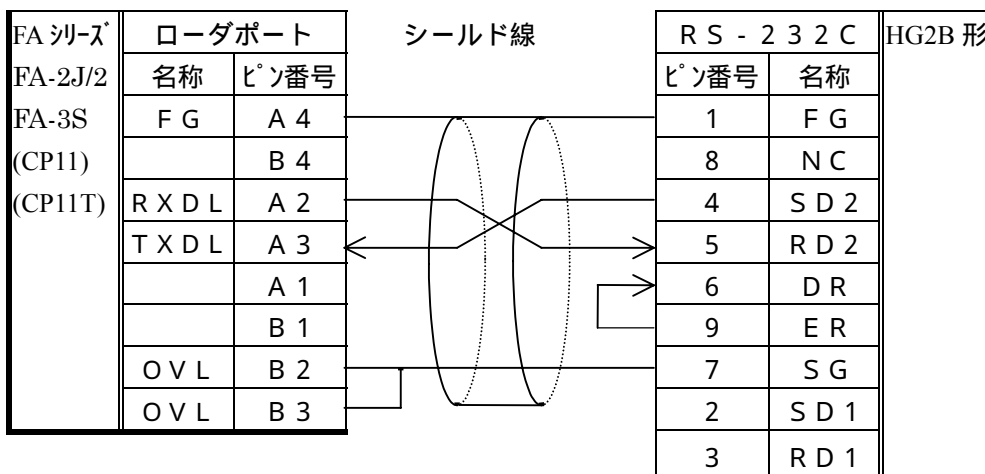 FA ｼﾘｰｽﾞ ローダポート シールド線 ＲＳ-２３２Ｃ HG2B 形
FA-2J/2 名称 ﾋﾟﾝ番号 ﾋﾟﾝ番号 名称
FA-3S ＦＧ Ａ４ １ ＦＧ
(CP11) Ｂ４ ８ ＮＣ
(CP11T) ＲＸＤＬ Ａ２ ４ ＳＤ２
ＴＸＤＬ Ａ３ ５ ＲＤ２
Ａ１ ６ ＤＲ
Ｂ１ ９ ＥＲ
ＯＶＬ Ｂ２ ７ ＳＧ
ＯＶＬ Ｂ３ ２ ＳＤ１
３ ＲＤ１